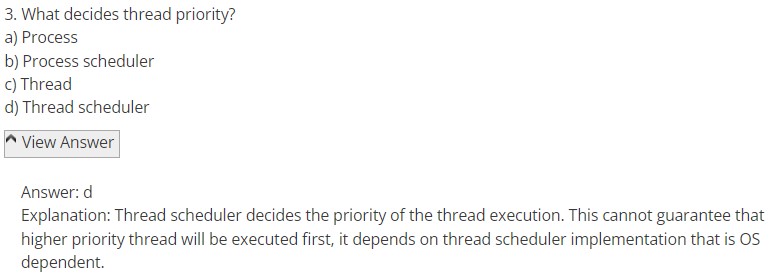 3. What decides thread priority?
a) Process
b) Process scheduler
c) Thread
d) Thread scheduler
View Answer
Answer: d
Explanation: Thread scheduler decides the priority of the thread execution. This cannot guarantee that
higher priority thread will be executed first, it depends on thread scheduler implementation that is OS
dependent.